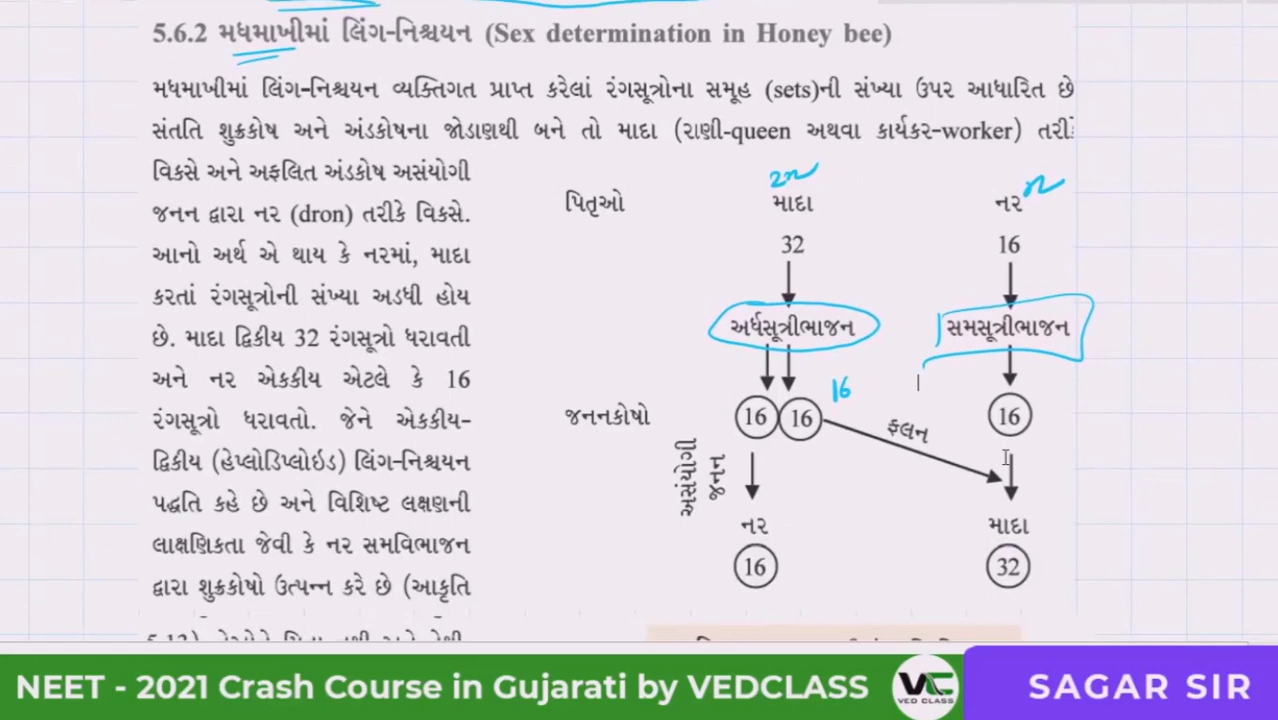 5.6.2 મધમાખીમાં લિંગ-નિશ્ચયન (Sex determination in Honey bee)
મધમાખીમાં લિંગ-નિશ્ચયન વ્યક્તિગત પ્રાપ્ત કરેલાં રંગસૂત્રોના સમૂહ (sets)ની સંખ્યા ઉપર આધારિત છે
સંતતિ શુક્રકોષ અને અંડકોષના જોડાણથી બને તો માદા (રાણી-queen અથવા કાર્યકર-worker) તરીકે
વિકસે અને અફલિત અંડકોષ અસંયોગી
જનન દ્વારા નર (dron) તરીકે વિકસે.
આનો અર્થ એ થાય કે નરમાં, માદા
કરતાં રંગસૂત્રોની સંખ્યા અડધી હોય
છે. માદા દ્વિકીય 32 રંગસૂત્રો ધરાવતી
અને નર એકકીય એટલે કે 16
રંગસૂત્રો ધરાવતો. જેને એકકીય-
દ્વિકીય (હેપ્લોડિપ્લોઇડ) લિંગ-નિશ્ચયન
પદ્ધતિ કહે છે અને વિશિષ્ટ લક્ષણની
લાક્ષણિકતા જેવી કે નર સમવિભાજન
દ્વારા શુક્રકોષો ઉત્પન્ન કરે છે (આકૃતિ
2n n
પિતૃઓ માદા નર
32 16
અર્ધસૂત્રીભાજન સમસૂત્રીભાજન
16
જનનકોષો 16 16 16
ફલન
અસંયોગી
જનન
નર માદા
16 32
NEET - 2021 Crash Course in Gujarati by VEDCLASS
VC
VED CLASS
SAGAR SIR